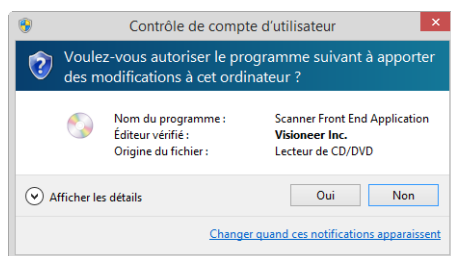 Contrôle de compte d'utilisateur
Voulez-vous autoriser le programme suivant à apporter
des modifications à cet ordinateur ?
Nom du programme : Scanner Front End Application
Éditeur vérifié : Visioneer Inc.
Origine du fichier : Lecteur de CD/DVD
Afficher les détails Oui Non
Changer quand ces notifications apparaissent